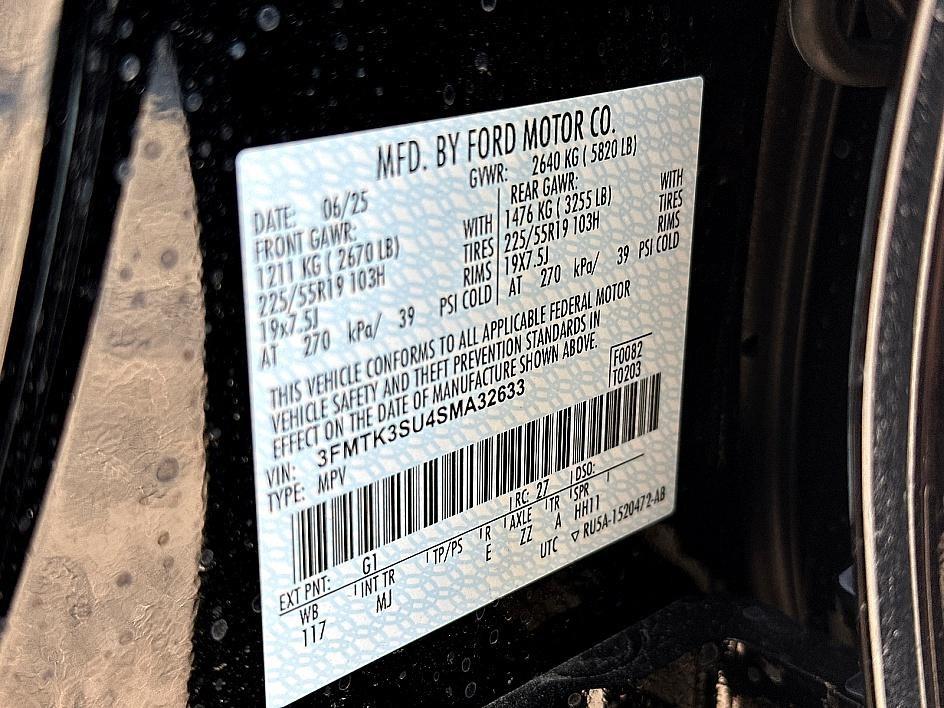 MFD. BY FORD MOTOR CO.
DATE: 06/25 GVWR: 2640 KG ( 5820 LB)
FRONT GAWR: REAR GAWR:
1211 KG ( 2670 LB) WITH 1476 KG ( 3255 LB) WITH
225/55R19 103H TIRES 225/55R19 103H TIRES
19x7.5J RIMS 19X7.5J RIMS
AT 270 kPa/ 39 PSI COLD AT 270 kPa/ 39 PSI COLD
THIS VEHICLE CONFORMS TO ALL APPLICABLE FEDERAL MOTOR
VEHICLE SAFETY AND THEFT PREVENTION STANDARDS IN
EFFECT ON THE DATE OF MANUFACTURE SHOWN ABOVE.
VIN: 3FMTK3SU4SMA32633 F0082
TYPE: MPV T0203
EXT PNT: G1 RC: 27 DSO:
WB INT TR TP/PS R AXLE TR SPR
117 MJ E ZZ A HH11
UTC ▽ RU5A-1520472-AB